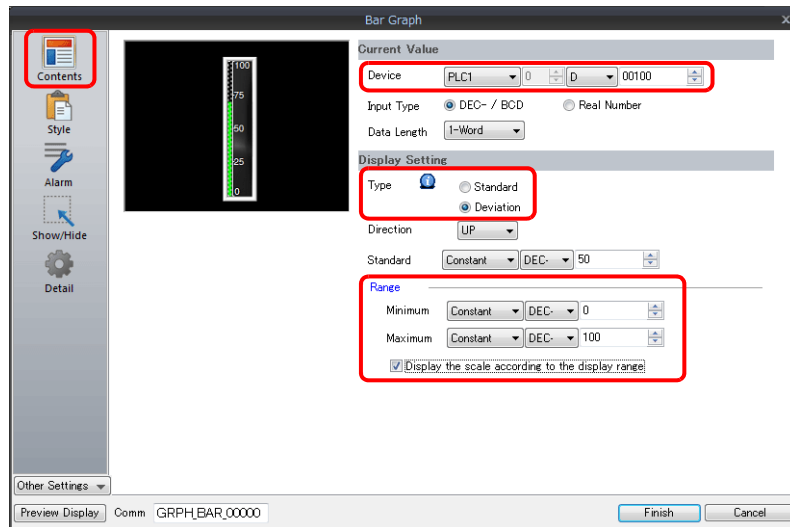 Bar Graph
x
Contents
Style
Alarm
Show/Hide
Detail
Other Settings
100
75
50
25
0
Current Value
Device PLC1 0 D 00100
Input Type DEC- / BCD Real Number
Data Length 1-Word
Display Setting
Type Standard
Deviation
Direction UP
Standard Constant DEC- 50
Range
Minimum Constant DEC- 0
Maximum Constant DEC- 100
Display the scale according to the display range
Preview Display Comm GRPH_BAR_00000 Finish Cancel